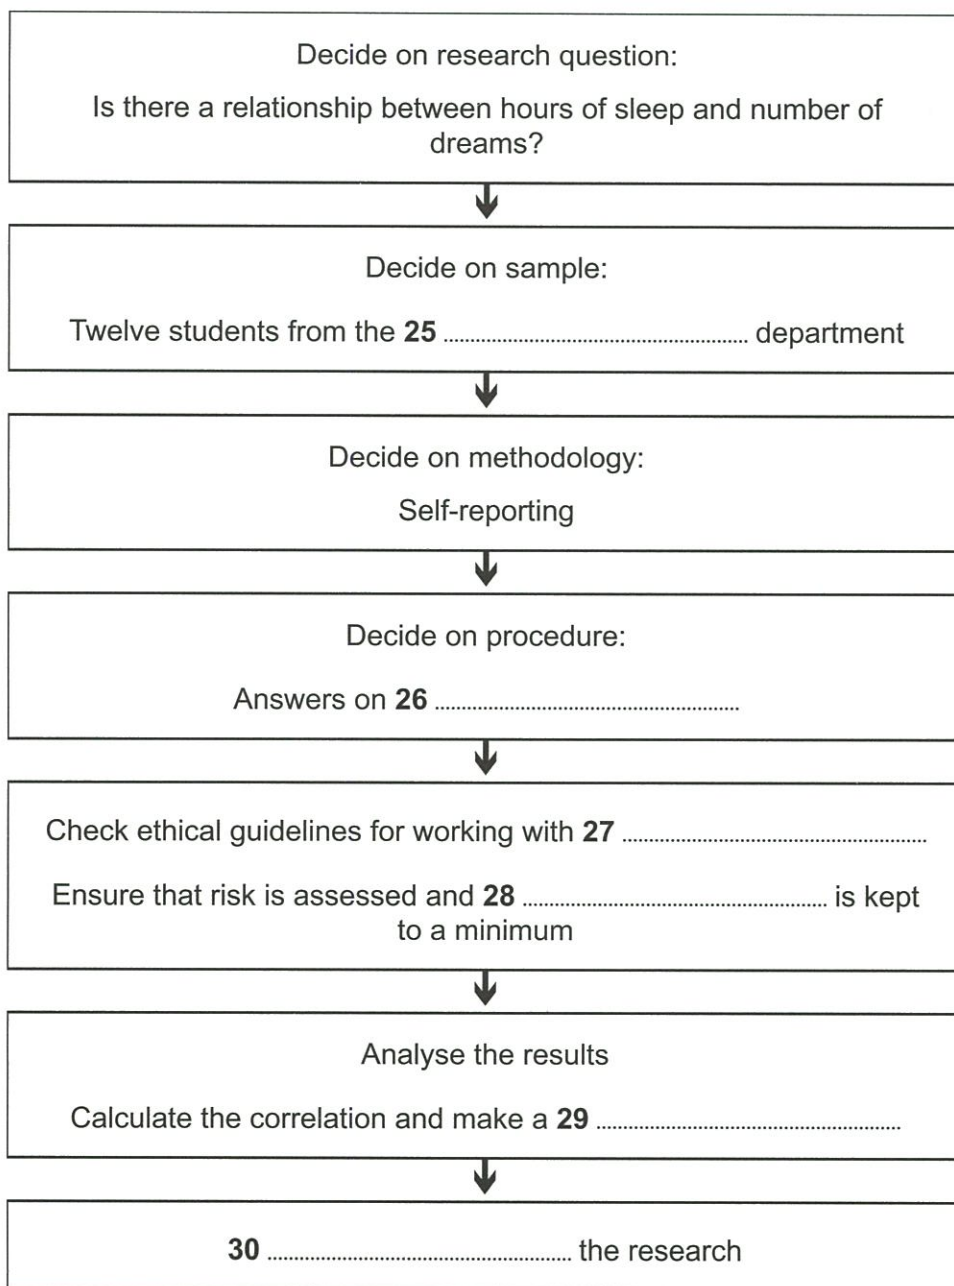 Decide on research question:
Is there a relationship between hours of sleep and number of
dreams?
Decide on sample:
Twelve students from the 25 .................................................... department
Decide on methodology:
Self-reporting
Decide on procedure:
Answers on 26 ....................................................
Check ethical guidelines for working with 27 ....................................................
Ensure that risk is assessed and 28 .................................................... is kept
to a minimum
Analyse the results
Calculate the correlation and make a 29 ....................................................
30 .................................................... the research